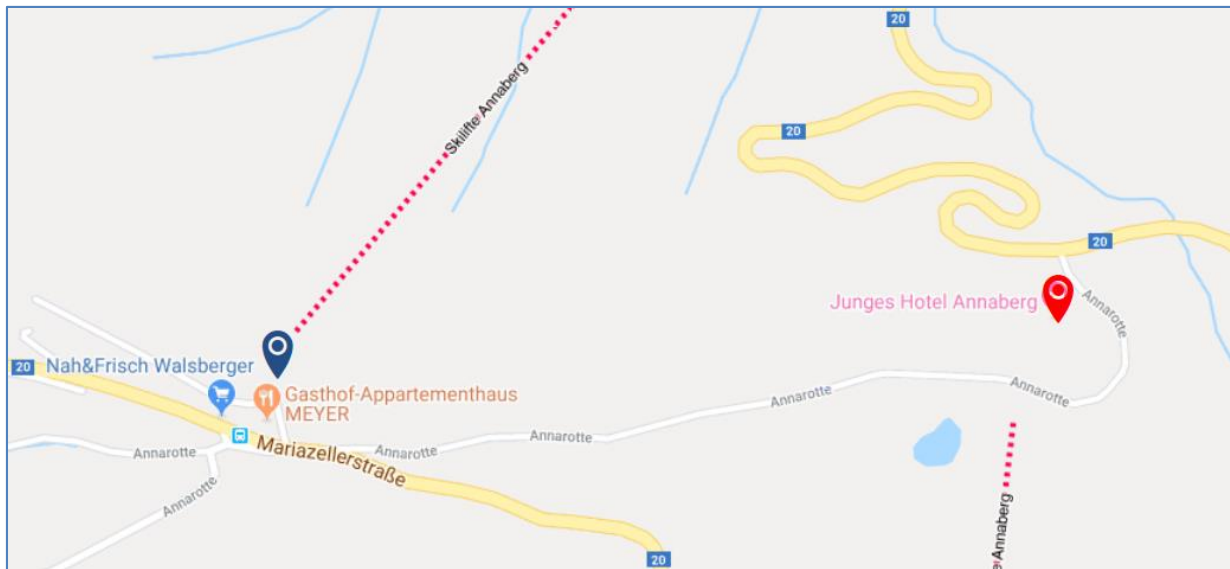 20
Skilifte Annaberg
20
20
Junges Hotel Annaberg
Annarotte
Nah&Frisch Walsberger
20
Gasthof-Appartementhaus
MEYER
Annarotte
Annarotte
Annarotte
Annarotte
Annarotte
Mariazellerstraße
Annarotte
e Annaberg
20
20